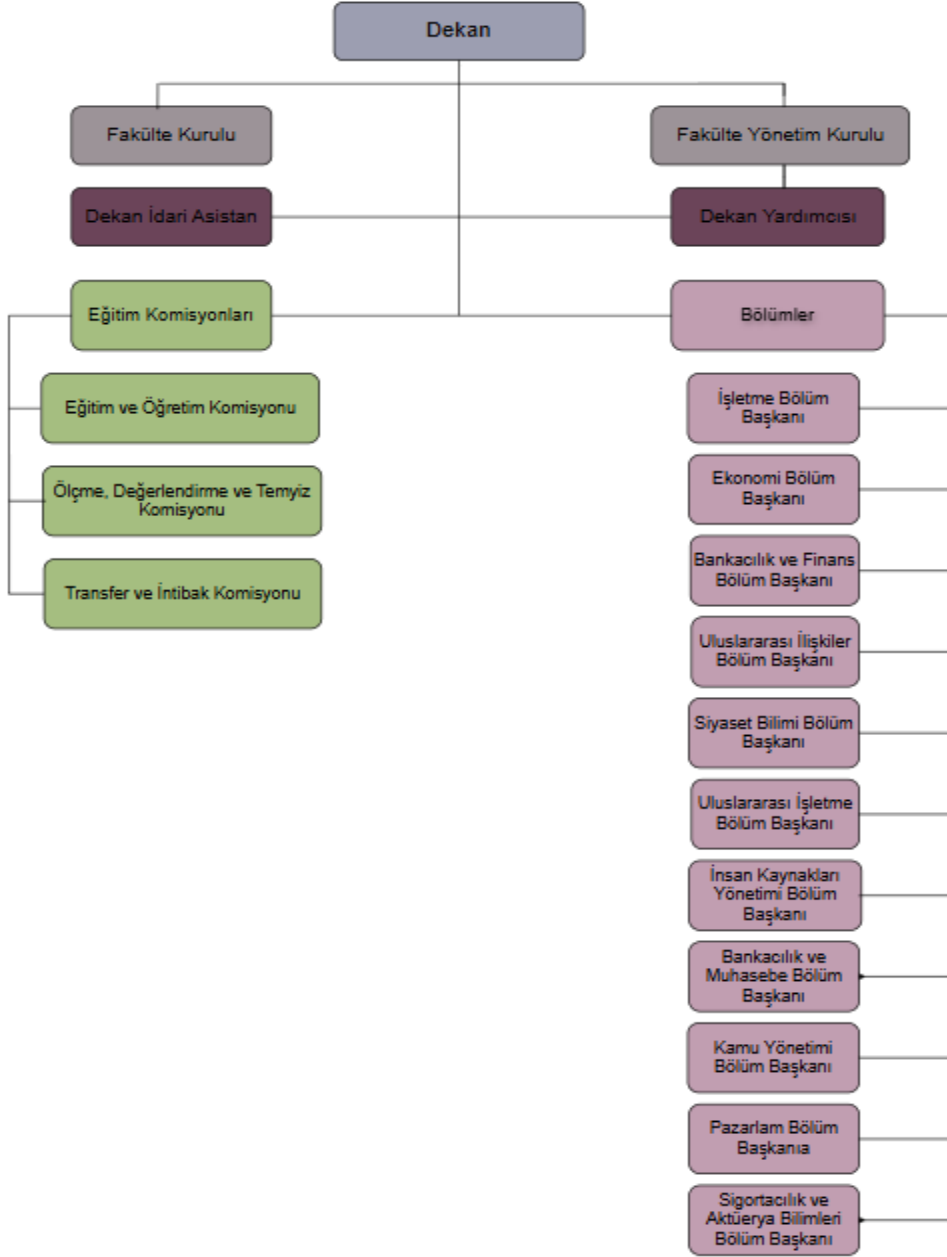 Dekan
Fakülte Kurulu
Fakülte Yönetim Kurulu
Dekan İdari Asistan
Dekan Yardımcısı
Eğitim Komisyonları
Bölümler
Eğitim ve Öğretim Komisyonu
Ölçme, Değerlendirme ve Temyiz
Komisyonu
Transfer ve İntibak Komisyonu
İşletme Bölüm
Başkanı
Ekonomi Bölüm
Başkanı
Bankacılık ve Finans
Bölüm Başkanı
Uluslararası İlişkiler
Bölüm Başkanı
Siyaset Bilimi Bölüm
Başkanı
Uluslararası İşletme
Bölüm Başkanı
İnsan Kaynakları
Yönetimi Bölüm
Başkanı
Bankacılık ve
Muhasebe Bölüm
Başkanı
Kamu Yönetimi
Bölüm Başkanı
Pazarlam Bölüm
Başkanıa
Sigortacılık ve
Aktüerya Bilimleri
Bölüm Başkanı